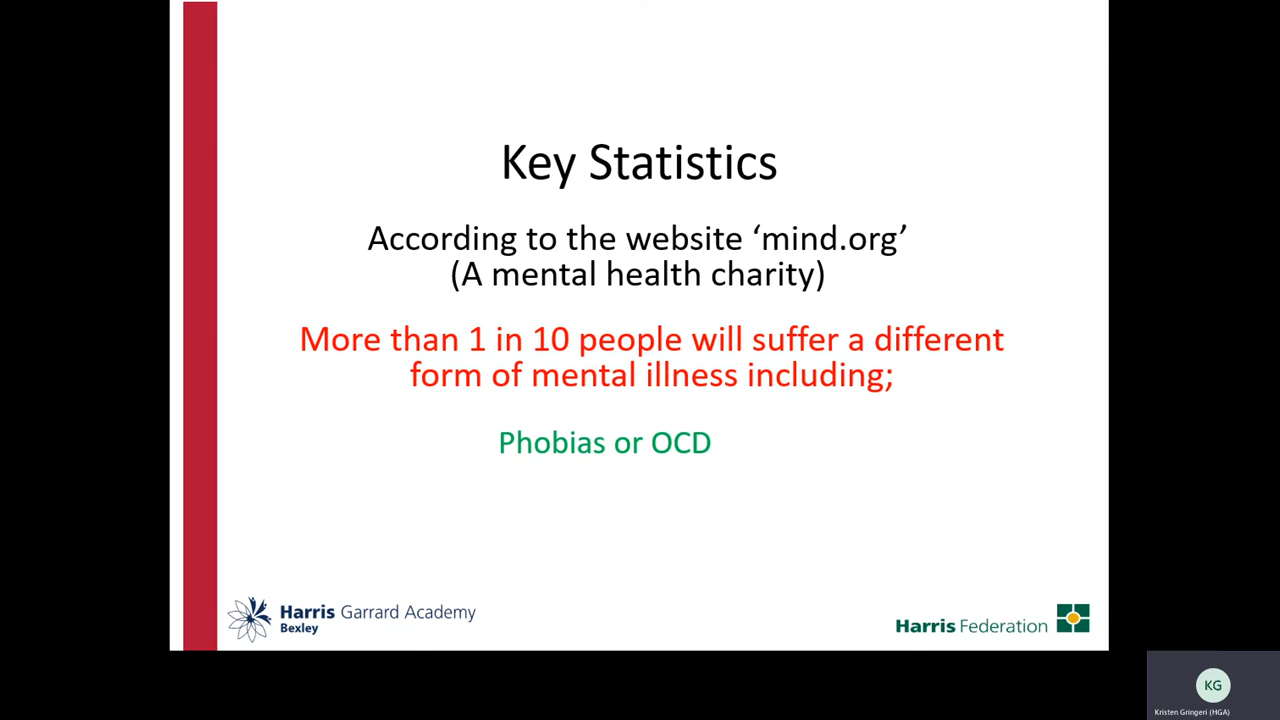 Key Statistics
According to the website ‘mind.org’
(A mental health charity)
More than 1 in 10 people will suffer a different
form of mental illness including;
Phobias or OCD
Harris Garrard Academy
Bexley
Harris Federation
KG
Kristen Gringeri (HGA)